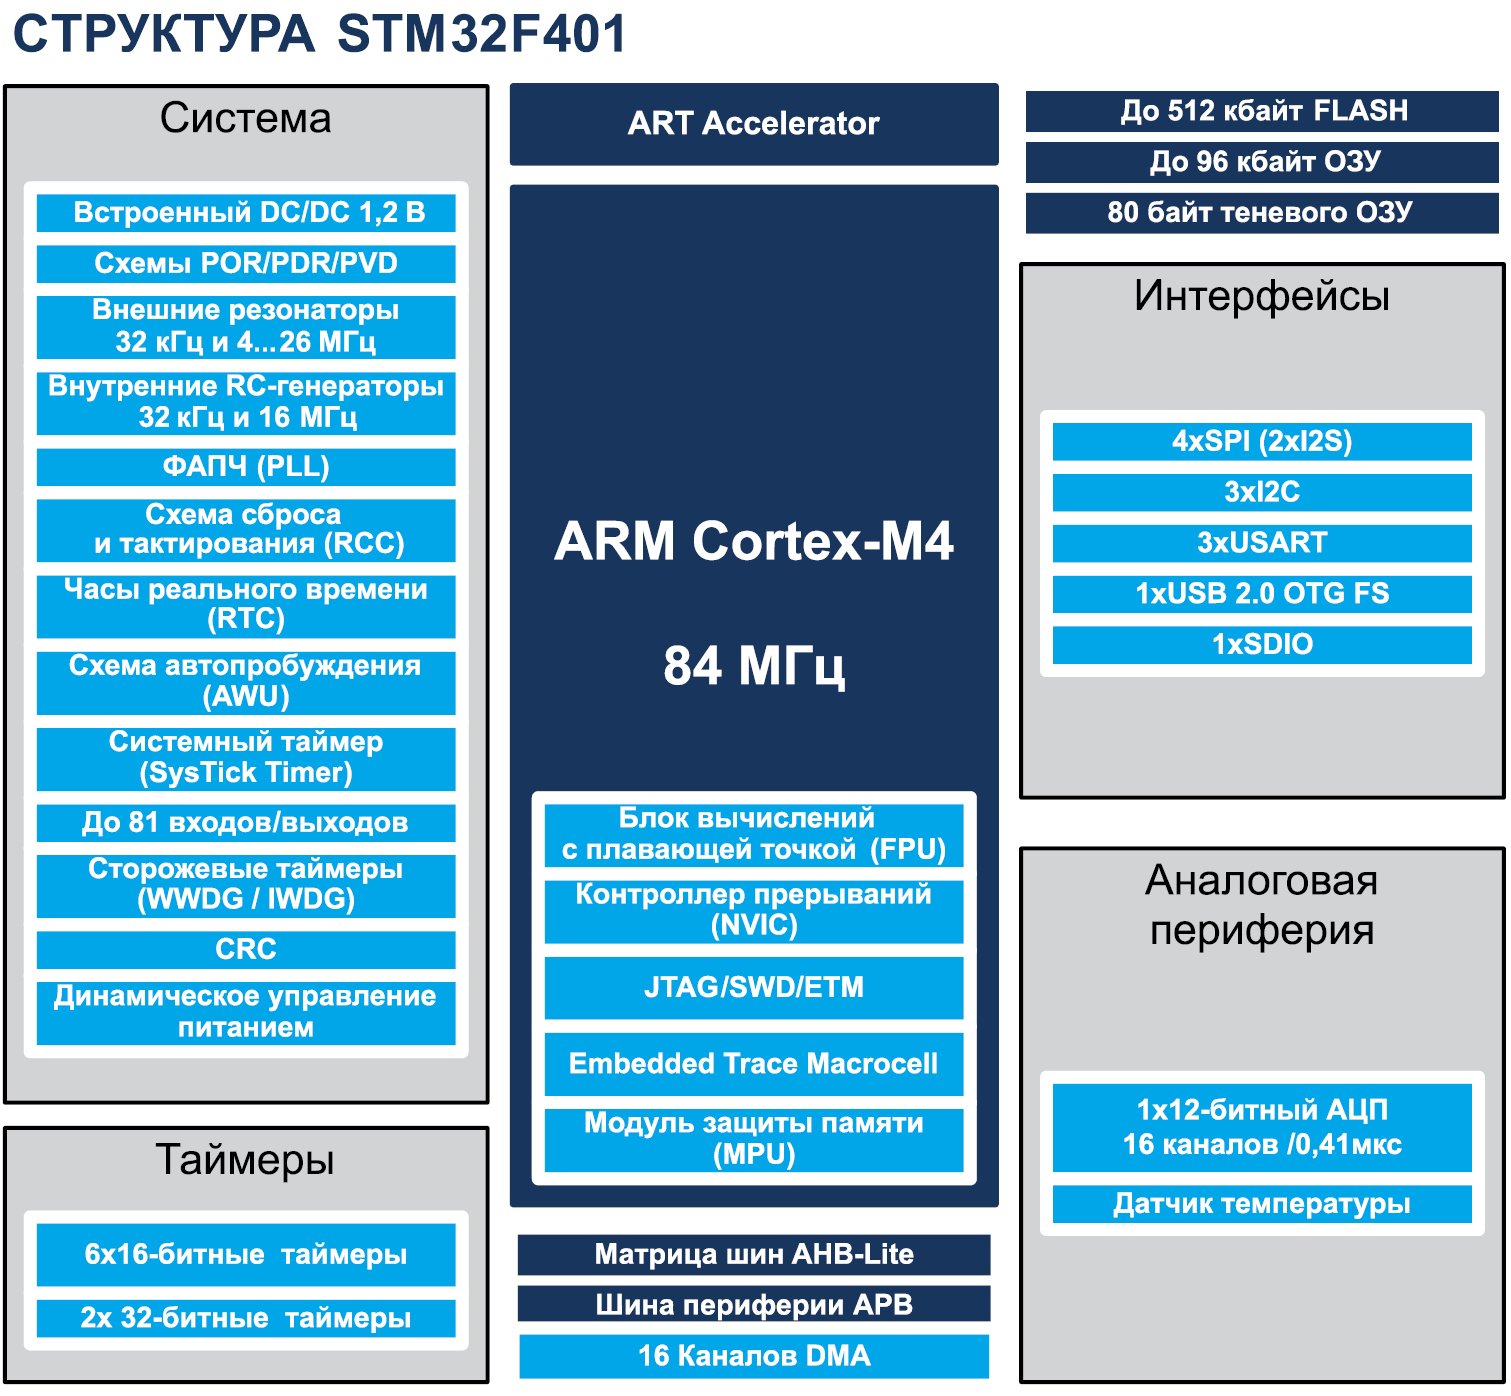 СТРУКТУРА STM32F401
Система
Встроенный DC/DC 1,2 В
Схемы POR/PDR/PVD
Внешние резонаторы
32 кГц и 4...26 МГц
Внутренние RC-генераторы
32 кГц и 16 МГц
ФАПЧ (PLL)
Схема сброса
и тактирования (RCC)
Часы реального времени
(RTC)
Схема автопробуждения
(AWU)
Системный таймер
(SysTick Timer)
До 81 входов/выходов
Сторожевые таймеры
(WWDG / IWDG)
CRC
Динамическое управление
питанием
Таймеры
6x16-битные таймеры
2x 32-битные таймеры
ART Accelerator
ARM Cortex-M4
84 МГц
Блок вычислений
с плавающей точкой (FPU)
Контроллер прерываний
(NVIC)
JTAG/SWD/ETM
Embedded Trace Macrocell
Модуль защиты памяти
(MPU)
Матрица шин AHB-Lite
Шина периферии APB
16 Каналов DMA
До 512 кбайт FLASH
До 96 кбайт ОЗУ
80 байт теневого ОЗУ
Интерфейсы
4xSPI (2xI2S)
3xI2C
3xUSART
1xUSB 2.0 OTG FS
1xSDIO
Аналоговая
периферия
1x12-битный АЦП
16 каналов /0,41мкс
Датчик температуры